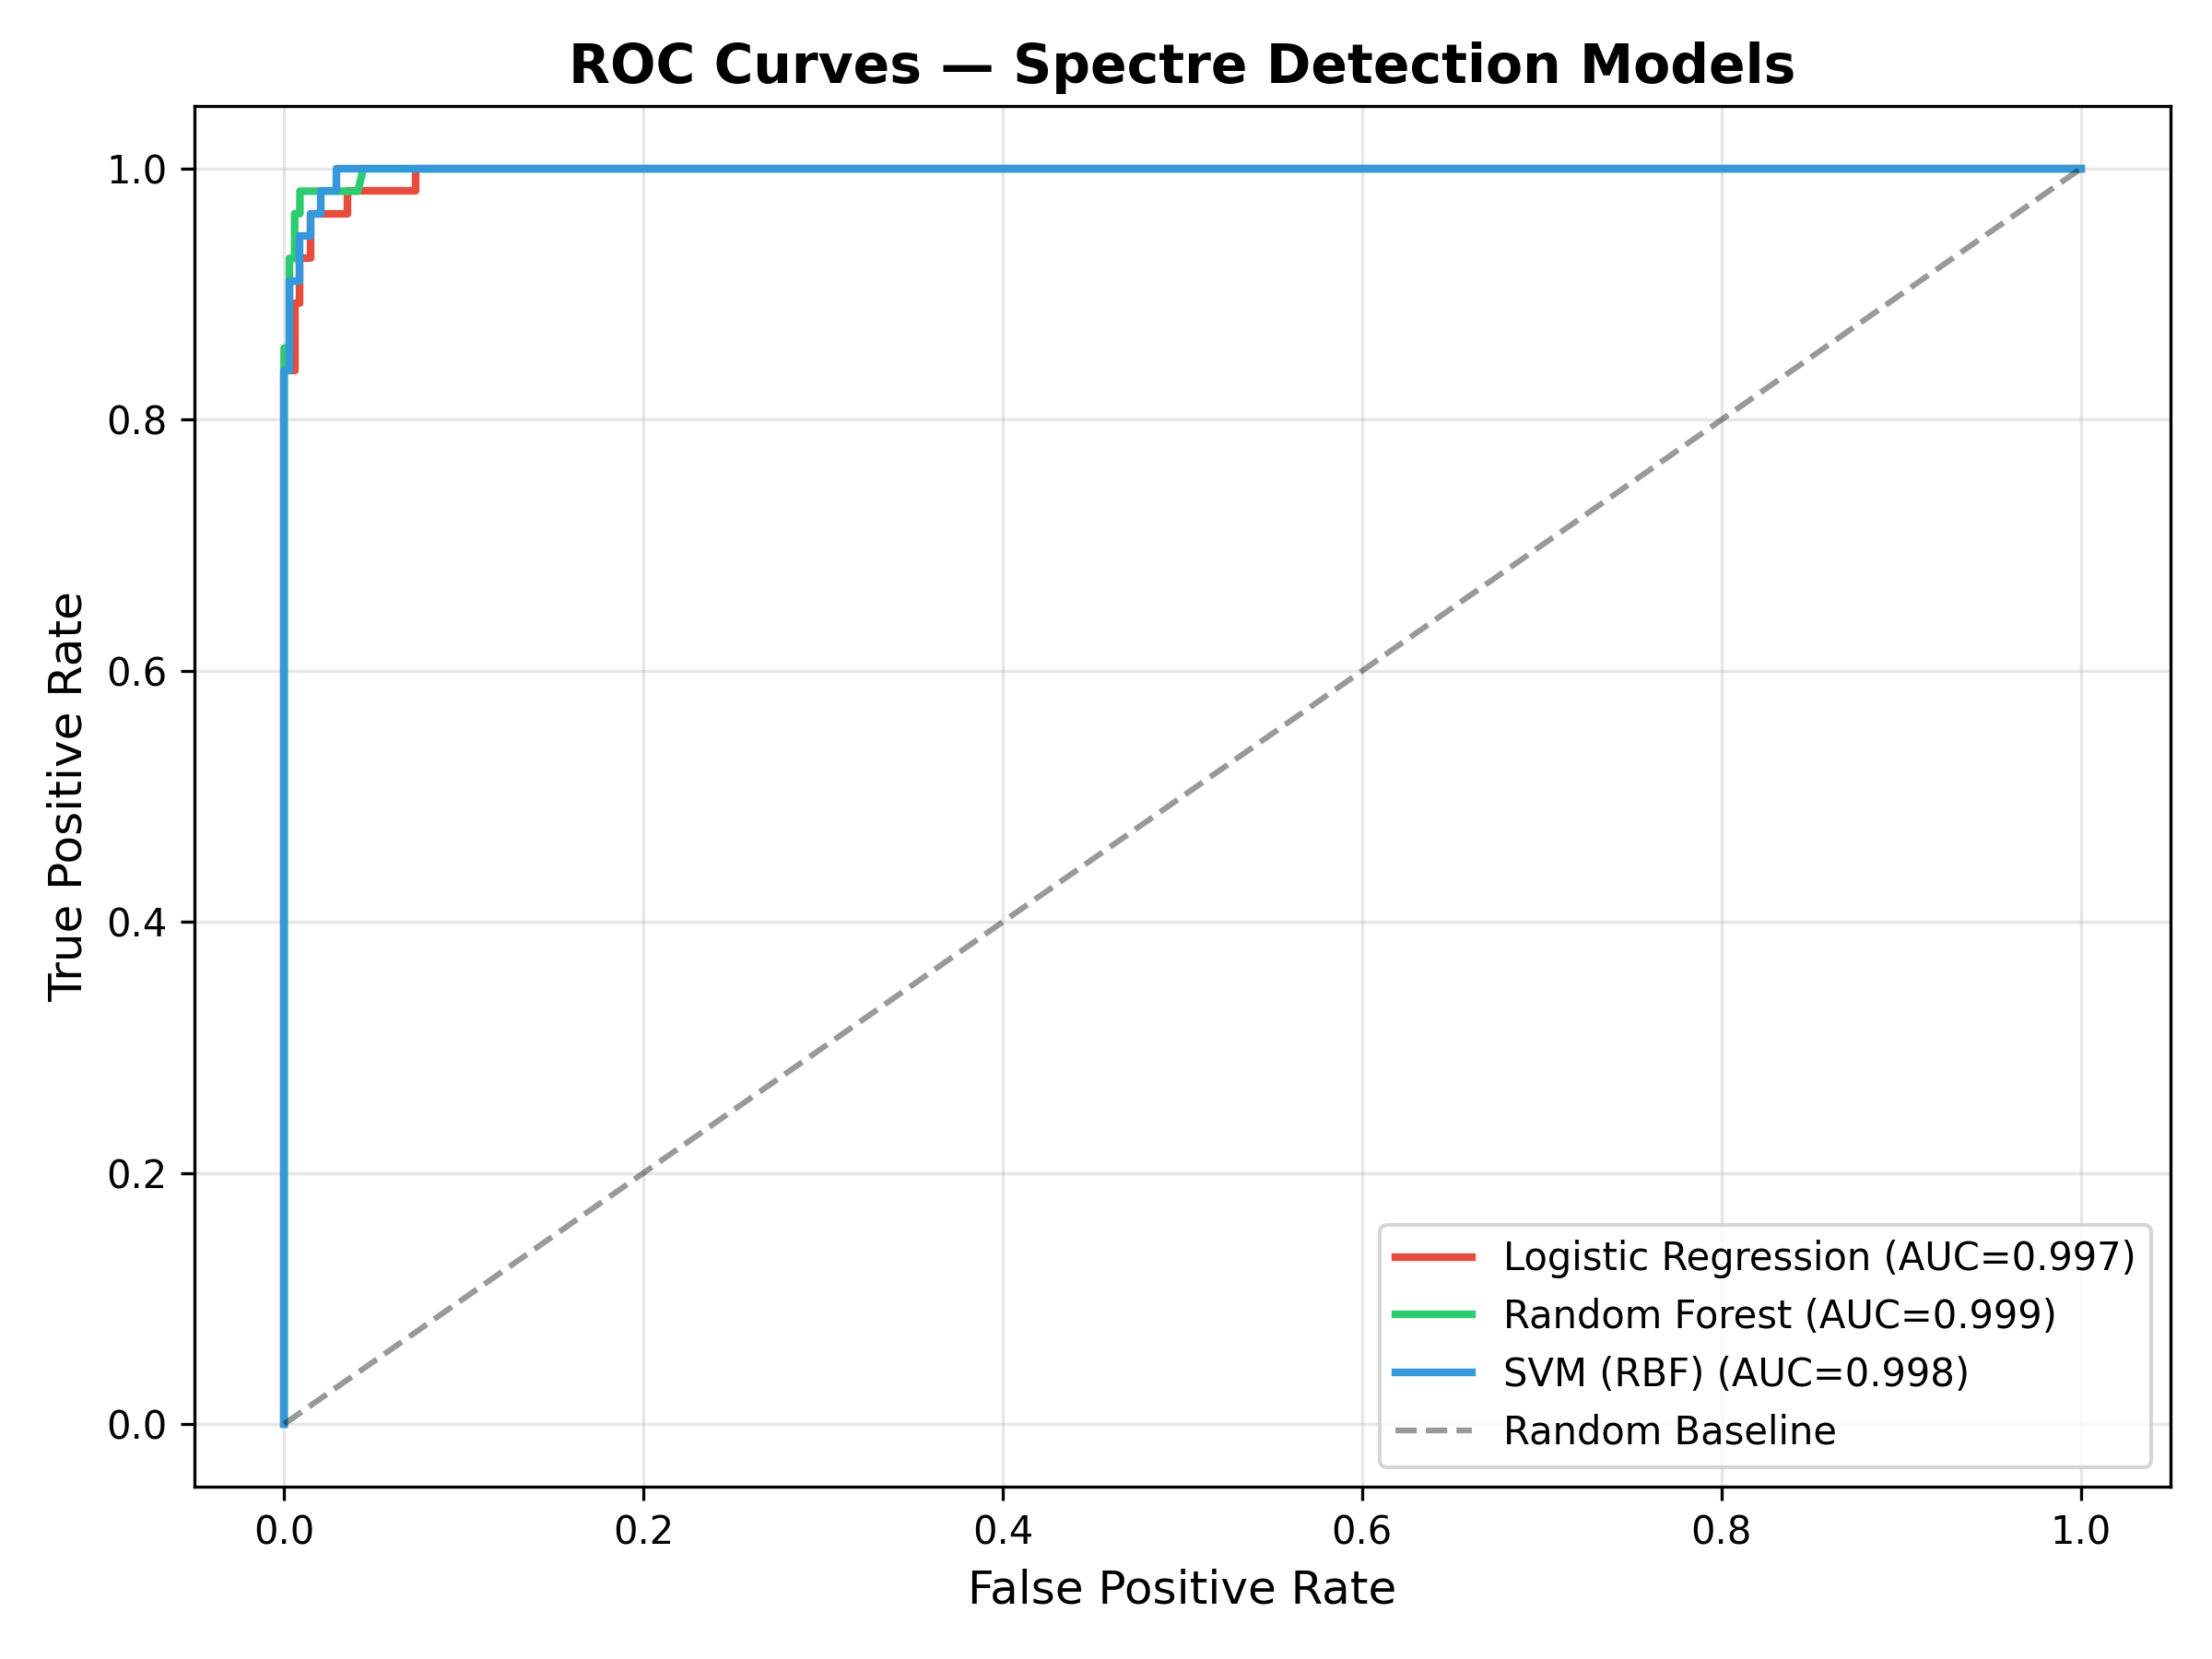 ROC Curves — Spectre Detection Models
True Positive Rate
1.0
0.8
0.6
0.4
0.2
0.0
0.0 0.2 0.4 0.6 0.8 1.0
False Positive Rate
Logistic Regression (AUC=0.997)
Random Forest (AUC=0.999)
SVM (RBF) (AUC=0.998)
Random Baseline